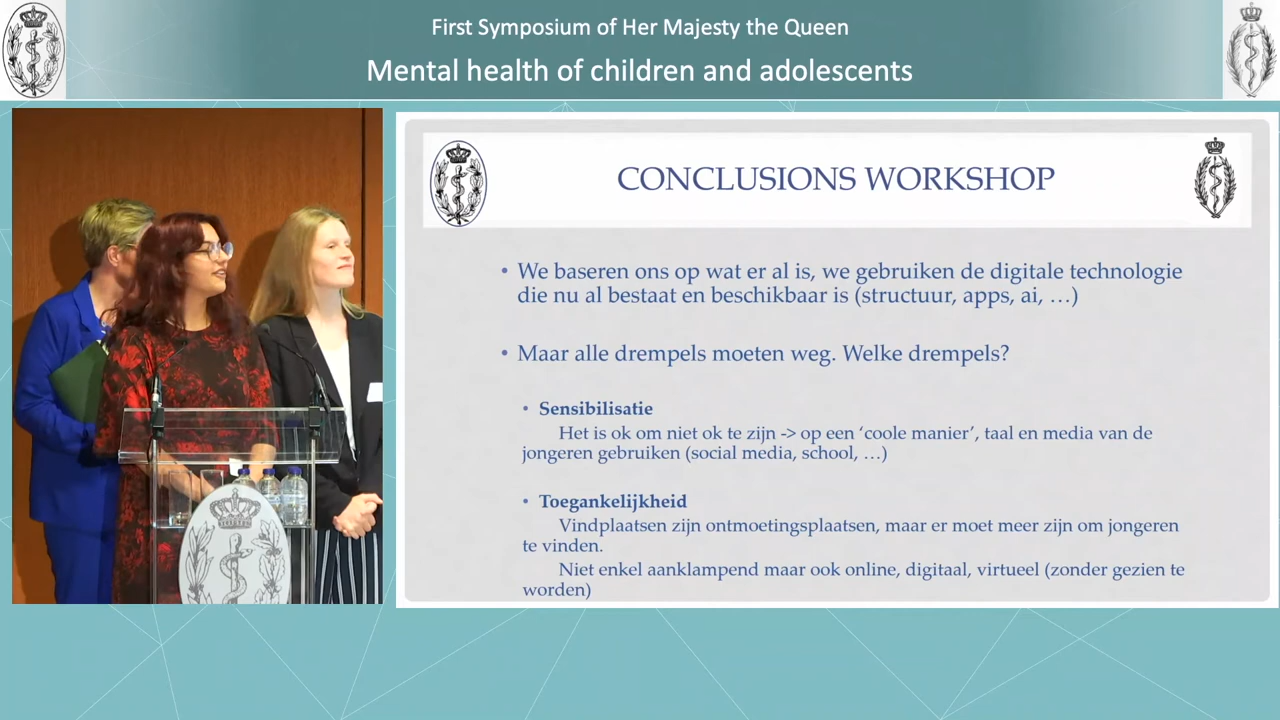 First Symposium of Her Majesty the Queen
Mental health of children and adolescents
CONCLUSIONS WORKSHOP
• We baseren ons op wat er al is, we gebruiken de digitale technologie
die nu al bestaat en beschikbaar is (structuur, apps, ai, …)
• Maar alle drempels moeten weg. Welke drempels?
• Sensibilisatie
Het is ok om niet ok te zijn -> op een ‘coole manier’, taal en media van de
jongeren gebruiken (social media, school, …)
• Toegankelijkheid
Vindplaatsen zijn ontmoetingsplaatsen, maar er moet meer zijn om jongeren
te vinden.
Niet enkel aanklampend maar ook online, digitaal, virtueel (zonder gezien te
worden)